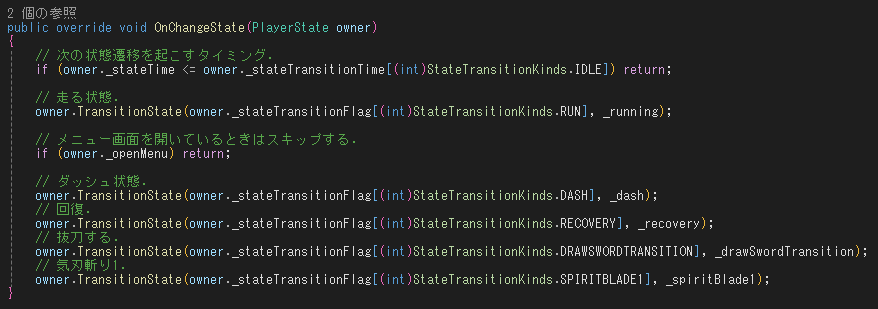 2 個の参照
public override void OnChangeState(PlayerState owner)
{
// 次の状態遷移を起こすタイミング.
if (owner._stateTime <= owner._stateTransitionTime[(int)StateTransitionKinds.IDLE]) return;
// 走る状態.
owner.TransitionState(owner._stateTransitionFlag[(int)StateTransitionKinds.RUN], _running);
// メニュー画面を開いているときはスキップする.
if (owner._openMenu) return;
// ダッシュ状態.
owner.TransitionState(owner._stateTransitionFlag[(int)StateTransitionKinds.DASH], _dash);
// 回復.
owner.TransitionState(owner._stateTransitionFlag[(int)StateTransitionKinds.RECOVERY], _recovery);
// 抜刀する.
owner.TransitionState(owner._stateTransitionFlag[(int)StateTransitionKinds.DRAWSWORDTRANSITION], _drawSwordTransition);
// 気刃斬り1.
owner.TransitionState(owner._stateTransitionFlag[(int)StateTransitionKinds.SPIRITBLADE1], _spiritBlade1);
}